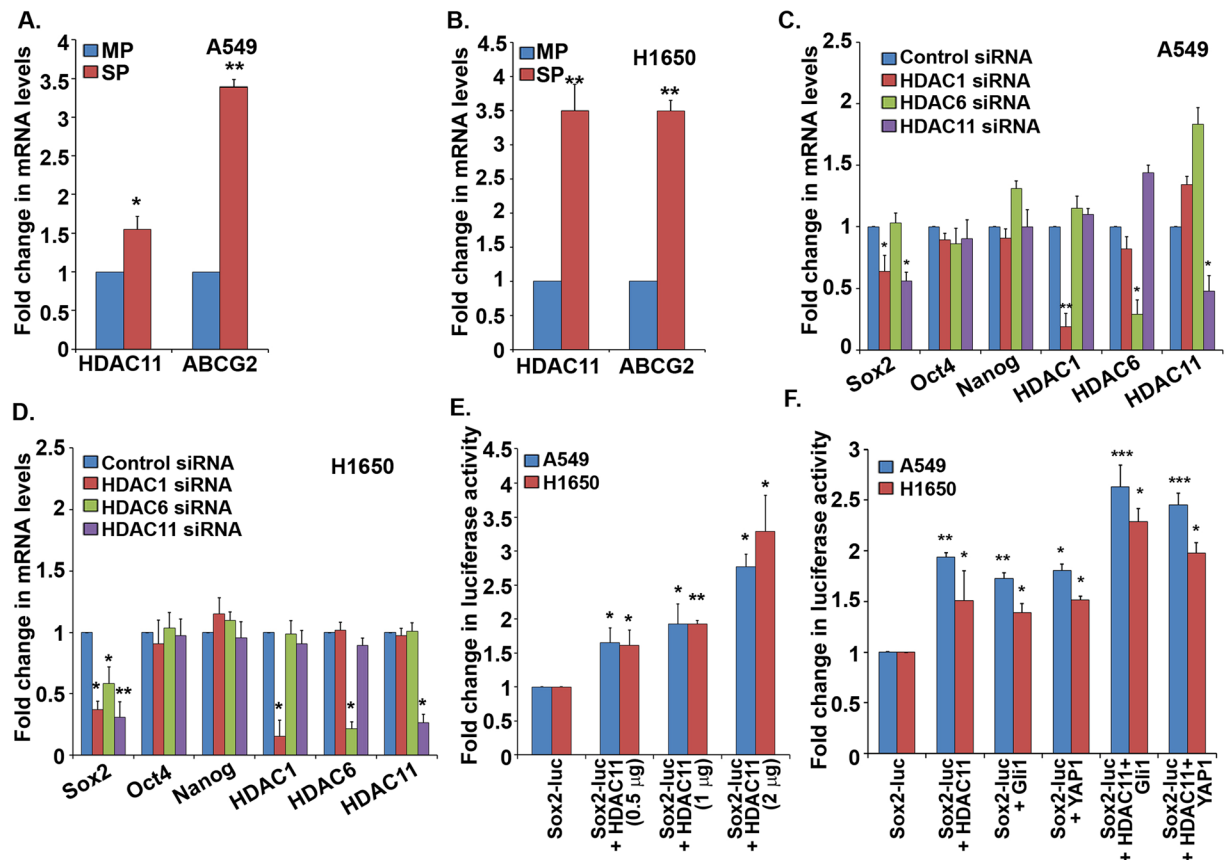 A.
A549
MP
SP
Fold change in mRNA levels
4
3.5
3
2.5
2
1.5
1
0.5
0
*
**
HDAC11
ABCG2
B.
H1650
MP
SP
Fold change in mRNA levels
4.5
4
3.5
3
2.5
2
1.5
1
0.5
0
**
**
HDAC11
ABCG2
C.
A549
Control siRNA
HDAC1 siRNA
HDAC6 siRNA
HDAC11 siRNA
Fold change in mRNA levels
2.5
2
1.5
1
0.5
0
*
*
**
*
*
Sox2
Oct4
Nanog
HDAC1
HDAC6
HDAC11
D.
H1650
Control siRNA
HDAC1 siRNA
HDAC6 siRNA
HDAC11 siRNA
Fold change in mRNA levels
2.5
2
1.5
1
0.5
0
*
*
**
*
*
*
Sox2
Oct4
Nanog
HDAC1
HDAC6
HDAC11
E.
A549
H1650
Fold change in luciferase activity
4.5
4
3.5
3
2.5
2
1.5
1
0.5
0
*
*
*
**
*
*
Sox2-luc
Sox2-luc
+ HDAC11
(0.5 µg)
Sox2-luc
+ HDAC11
(1 µg)
Sox2-luc
+ HDAC11
(2 µg)
F.
A549
H1650
Fold change in luciferase activity
3
2.5
2
1.5
1
0.5
0
**
*
**
*
*
*
***
*
***
*
Sox2-luc
Sox2-luc
+ HDAC11
Sox2-luc
+ Gli1
Sox2-luc
+ YAP1
Sox2-luc
+ HDAC11+
Gli1
Sox2-luc
+ HDAC11+
YAP1